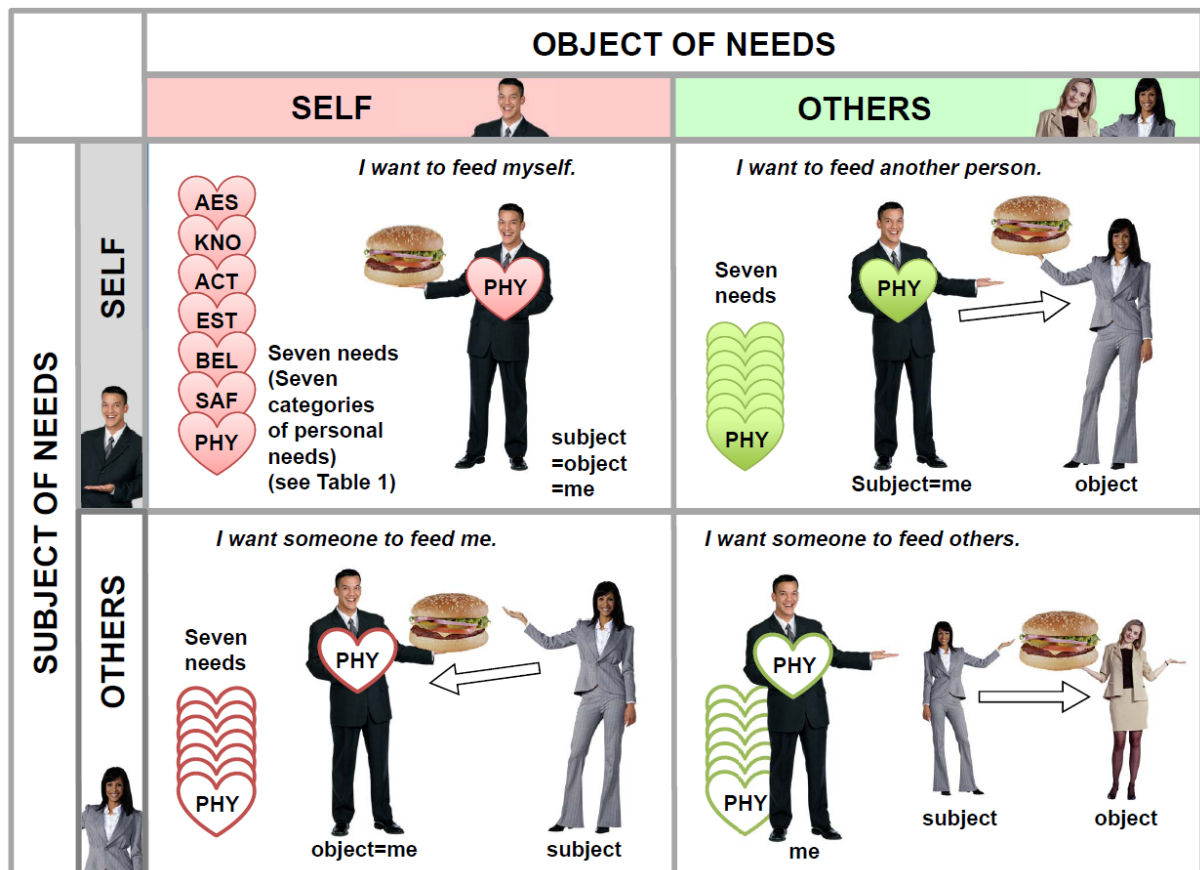 OBJECT OF NEEDS
SELF
OTHERS
SUBJECT OF NEEDS
SELF
I want to feed myself.
AES
KNO
ACT
EST
BEL
SAF
PHY
Seven needs
(Seven
categories
of personal
needs)
(see Table 1)
PHY
subject
=object
=me
I want to feed another person.
Seven
needs
PHY
PHY
Subject=me
object
OTHERS
I want someone to feed me.
Seven
needs
PHY
PHY
object=me
subject
I want someone to feed others.
PHY
PHY
me
subject
object